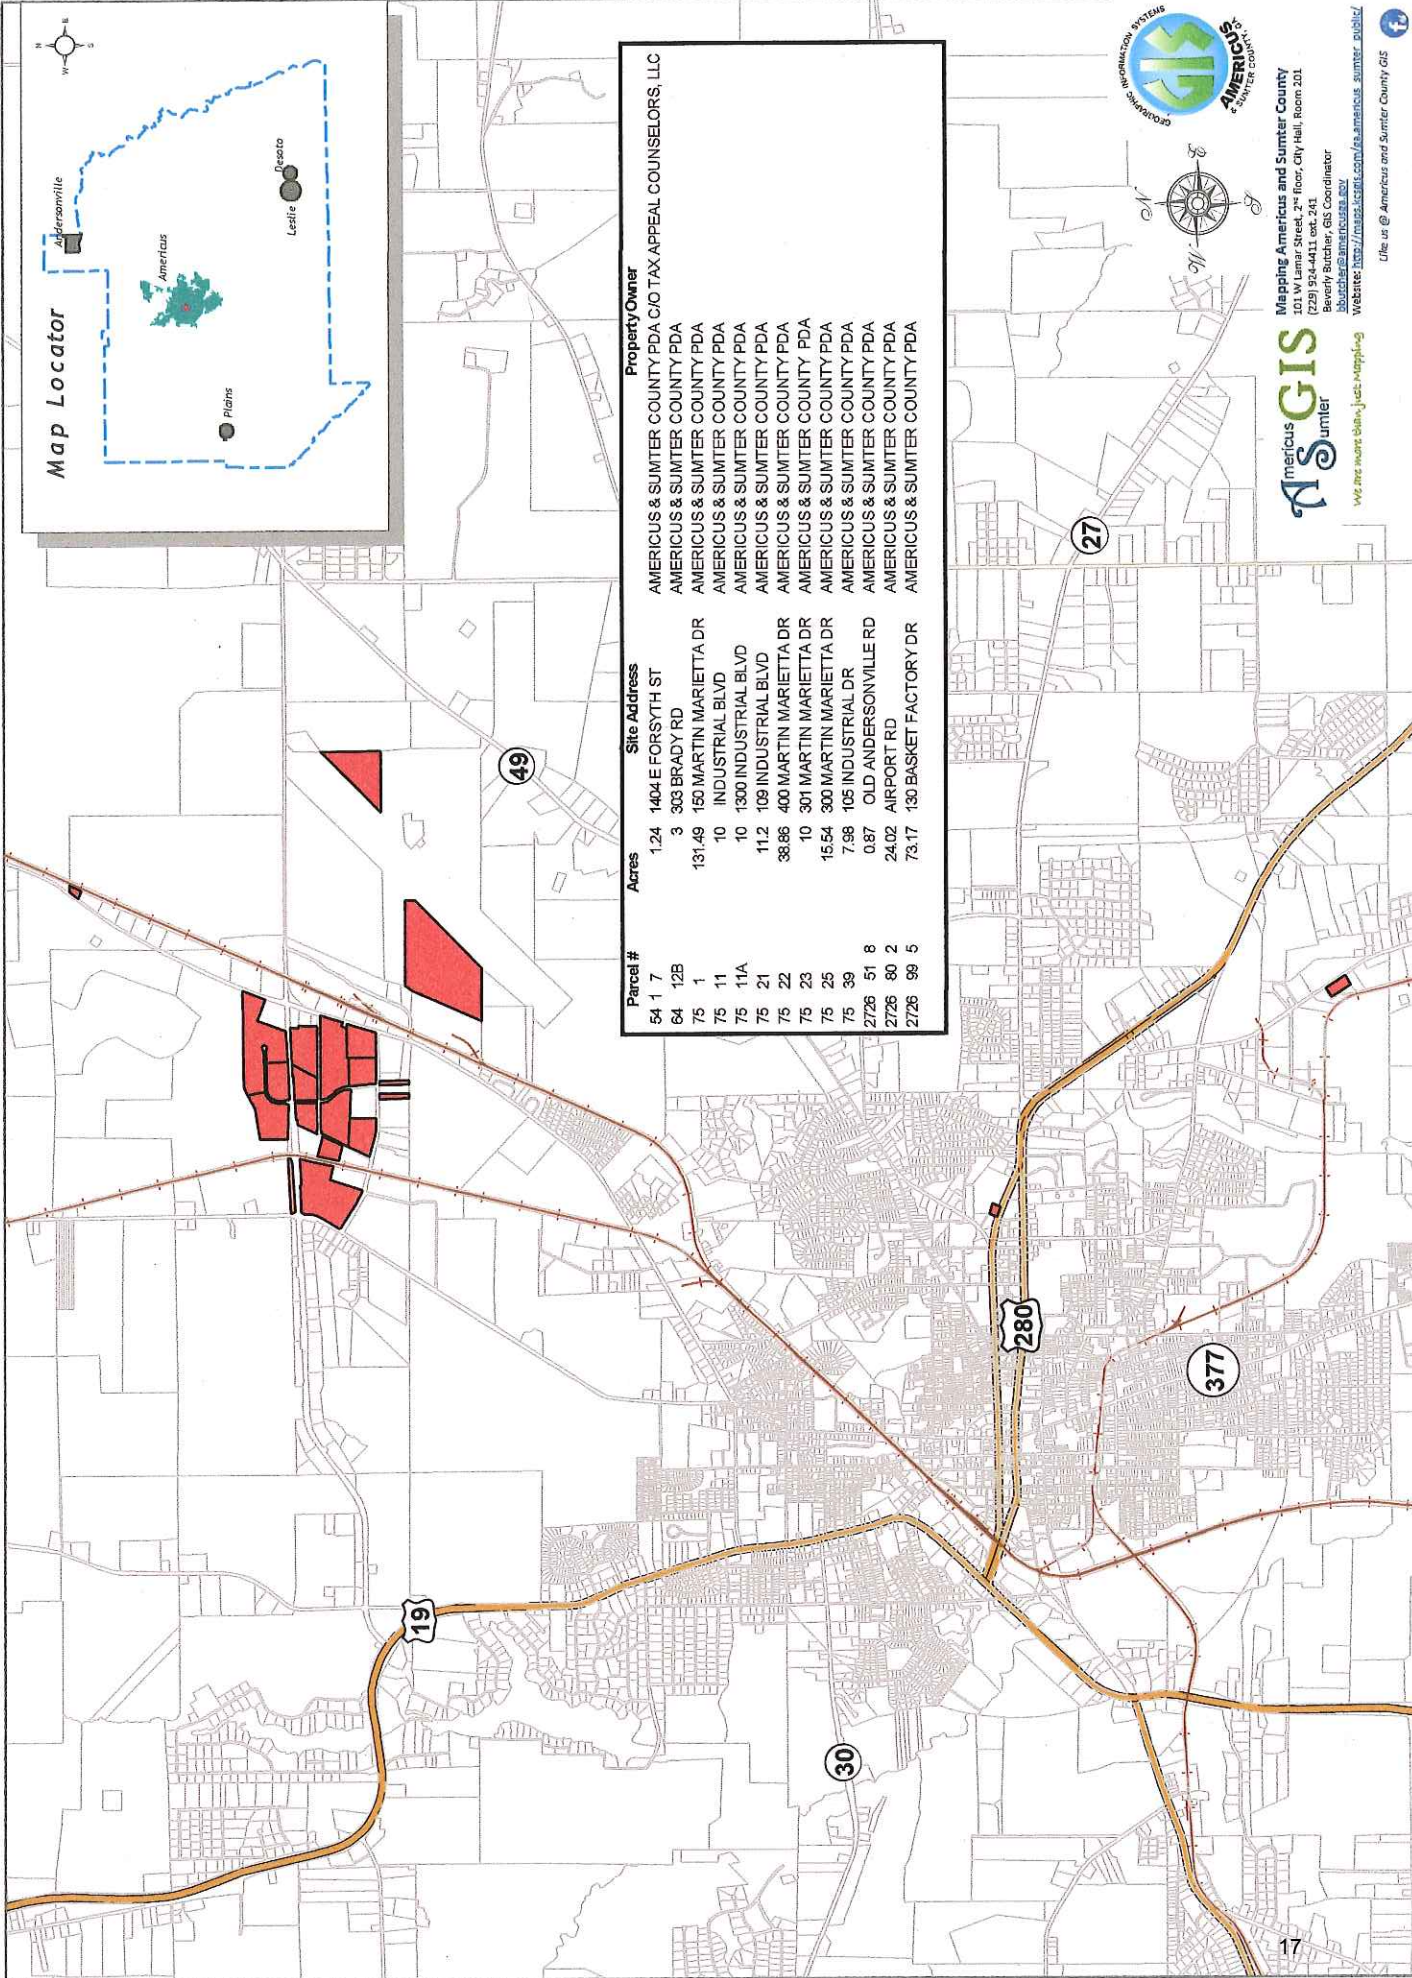 Map Locator
N
W
E
S
Andersonville
Americus
Plains
Leslie
Desoto
19
49
30
280
27
377
Parcel # Acres Site Address Property Owner
54 1 7 1.24 1404 E FORSYTH ST AMERICUS & SUMTER COUNTY PDA C/O TAX APPEAL COUNSELORS, LLC
64 12B 3 303 BRADY RD AMERICUS & SUMTER COUNTY PDA
75 1 131.49 150 MARTIN MARIETTA DR AMERICUS & SUMTER COUNTY PDA
75 11 10 INDUSTRIAL BLVD AMERICUS & SUMTER COUNTY PDA
75 11A 10 1300 INDUSTRIAL BLVD AMERICUS & SUMTER COUNTY PDA
75 21 11.2 109 INDUSTRIAL BLVD AMERICUS & SUMTER COUNTY PDA
75 22 38.86 400 MARTIN MARIETTA DR AMERICUS & SUMTER COUNTY PDA
75 23 10 301 MARTIN MARIETTA DR AMERICUS & SUMTER COUNTY PDA
75 25 15.54 300 MARTIN MARIETTA DR AMERICUS & SUMTER COUNTY PDA
75 39 7.98 105 INDUSTRIAL DR AMERICUS & SUMTER COUNTY PDA
2726 51 8 0.87 OLD ANDERSONVILLE RD AMERICUS & SUMTER COUNTY PDA
2726 80 2 24.02 AIRPORT RD AMERICUS & SUMTER COUNTY PDA
2726 99 5 73.17 130 BASKET FACTORY DR AMERICUS & SUMTER COUNTY PDA
N
W
E
S
GEOGRAPHIC INFORMATION SYSTEMS
GIS
AMERICUS
& SUMTER COUNTY, GA
Americus
Sumter
GIS
We are more than just Mapping
Mapping Americus and Sumter County
101 W Lamar Street, 2nd floor, City Hall, Room 201
(229) 924-4411 ext. 241
Beverly Butcher, GIS Coordinator
bbutcher@americusga.gov
Website: http://maps.kcsgis.com/ga.americus_sumter_public/
Like us @ Americus and Sumter County GIS
f
17